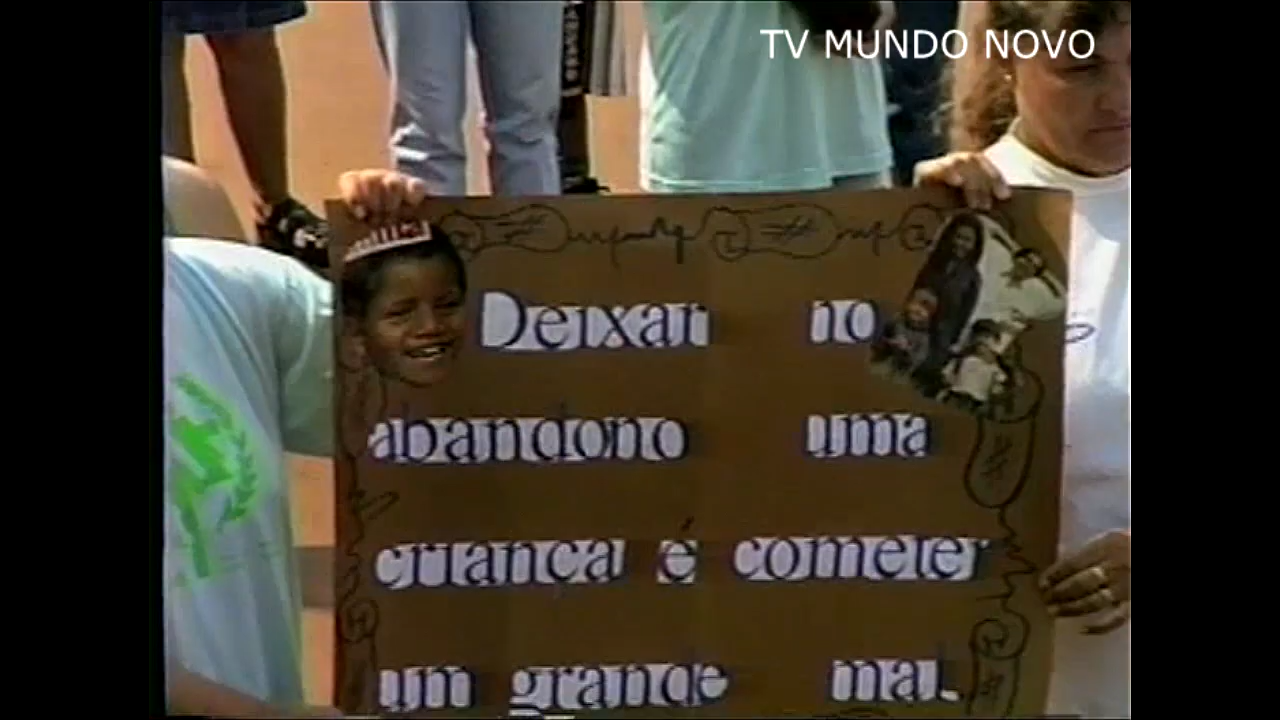 TV MUNDO NOVO
Deixar no
abandono uma
criança é cometer
um grande mal.